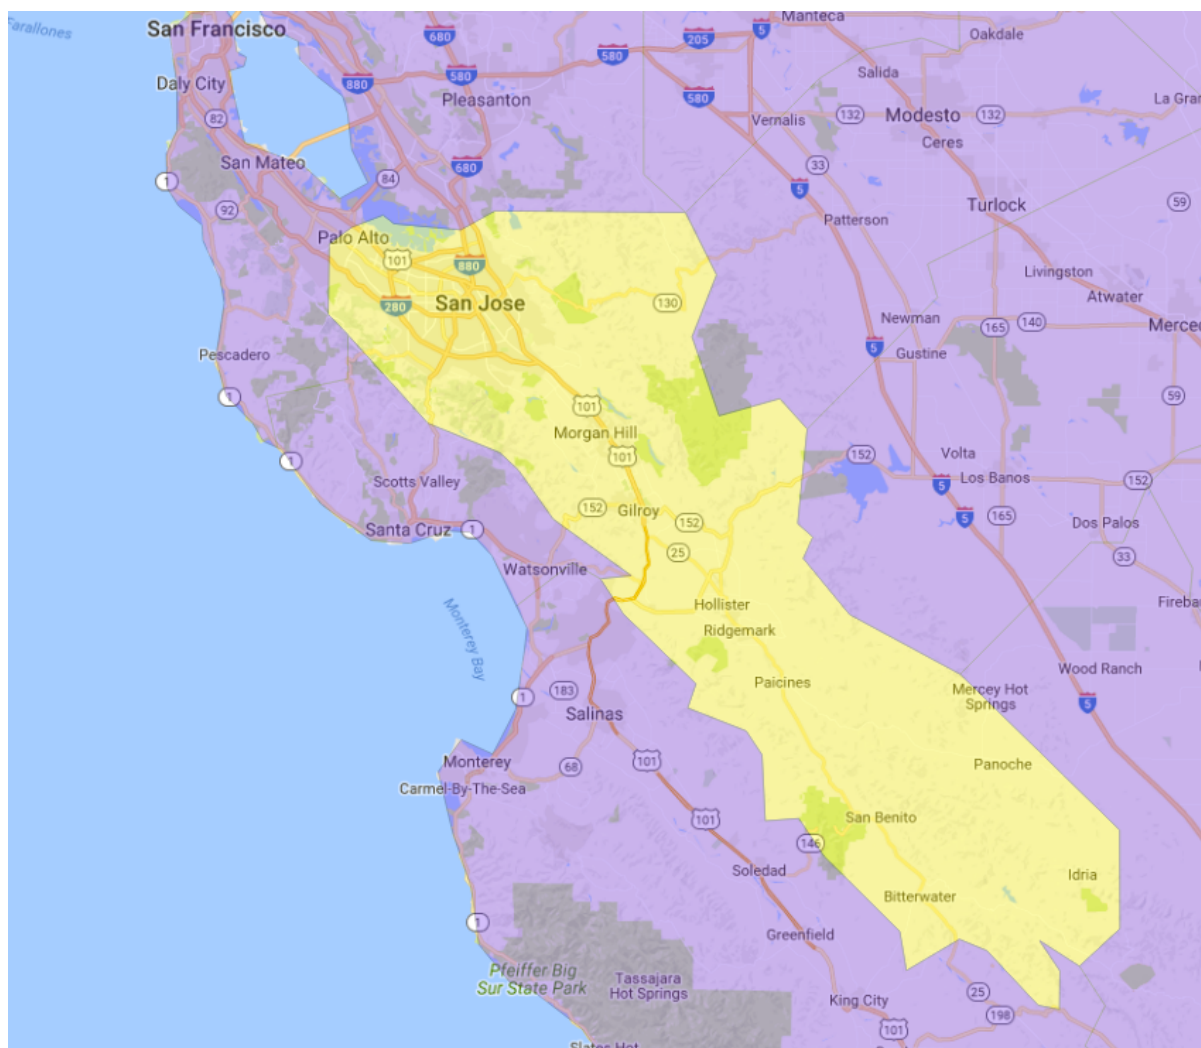 Farallones
San Francisco
680
205
5
Manteca
Oakdale
580
580
Daly City
880
580
Salida
Pleasanton
580
La Gran
82
Vernalis
132
Modesto
132
Ceres
San Mateo
680
33
1
84
5
92
Patterson
Turlock
59
Palo Alto
101
880
Livingston
280
San Jose
130
Atwater
Newman
165
140
Merced
Pescadero
5
Gustine
1
101
59
Morgan Hill
1
101
152
Volta
Scotts Valley
5
Los Banos
152
152
Gilroy
152
5
165
Santa Cruz
1
Dos Palos
25
33
Watsonville
Monterey Bay
Hollister
Fireba
Ridgemark
Wood Ranch
183
Paicines
Mercey Hot
Springs
1
Salinas
5
Monterey
68
101
Panoche
Carmel-By-The-Sea
101
San Benito
146
Soledad
Idria
Bitterwater
1
Greenfield
Pfeiffer Big
Sur State Park
Tassajara
Hot Springs
25
King City
198
101
Slates Hot